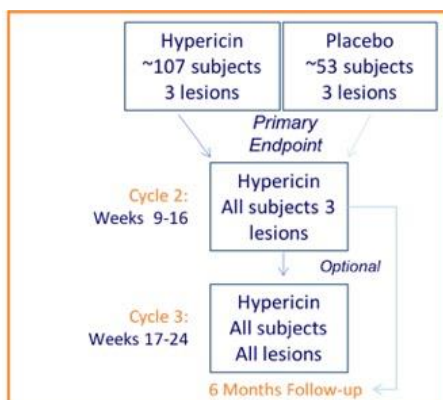 Hypericin
~107 subjects
3 lesions
Placebo
~53 subjects
3 lesions
Primary
Endpoint
Cycle 2:
Weeks 9-16
Hypericin
All subjects 3
lesions
Optional
Cycle 3:
Weeks 17-24
Hypericin
All subjects
All lesions
6 Months Follow-up